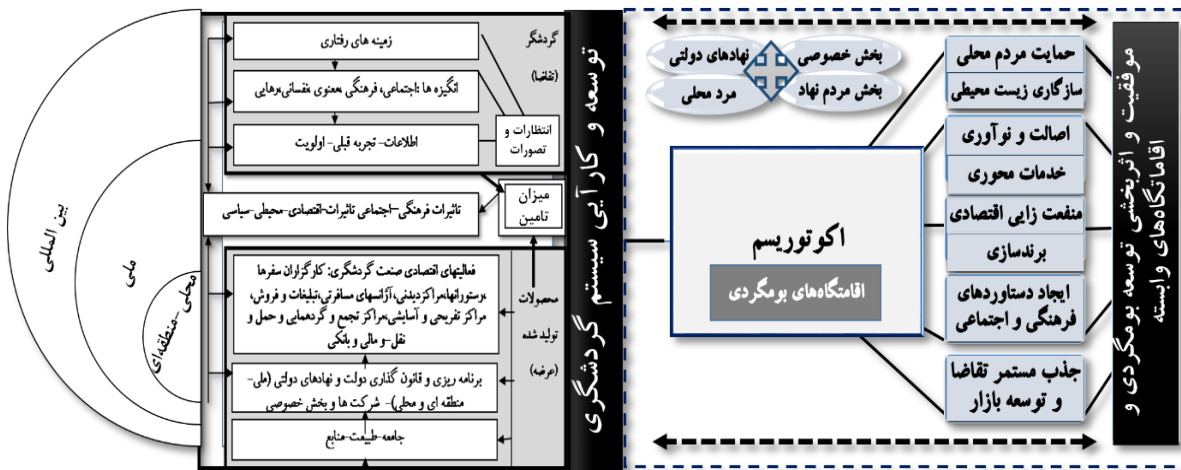 موفقیت و اثربخشی توسعه بومگردی و
اقاماتگاه‌های وابسته
حمایت مردم محلی
سازگاری زیست محیطی
اصالت و نوآوری
خدمات محوری
منفعت زایی اقتصادی
برندسازی
ایجاد دستاوردهای
فرهنگی و اجتماعی
جذب مستمر تقاضا
و توسعه بازار
بخش خصوصی
نهادهای دولتی
بخش مردم نهاد
مرد محلی
اکوتوریسم
اقامتگاه‌های بومگردی
توسعه و کارآیی سیستم گردشگری
گردشگر
(تقاضا)
زمینه های رفتاری
انگیزه ها :اجتماعی، فرهنگی ،معنوی ،نفسانی،رهایی
اطلاعات- تجربه قبلی- اولویت
انتظارات و
تصورات
میزان
تامین
تاثیرات فرهنگی–اجتماعی تاثیرات-اقتصادی-محیطی-سیاسی
محصولات
تولید شده
(عرضه)
فعالیتهای اقتصادی صنعت گردشگری: کارگزاران سفرها
،رستورانها،مراکزدیدنی،آژانسهای مسافرتی،تبلیغات و فروش،
مراکز تفریحی و آسایشی،مراکز تجمع و گردهمایی و حمل و
نقل-و مالی و بانکی
برنامه ریزی و قانون گذاری دولت و نهادهای دولتی (ملی-
منطقه ای و محلی)- شرکت ها و بخش خصوصی
جامعه-طبیعت-منابع
بین المللی
ملی
محلی -منطقه‌ای